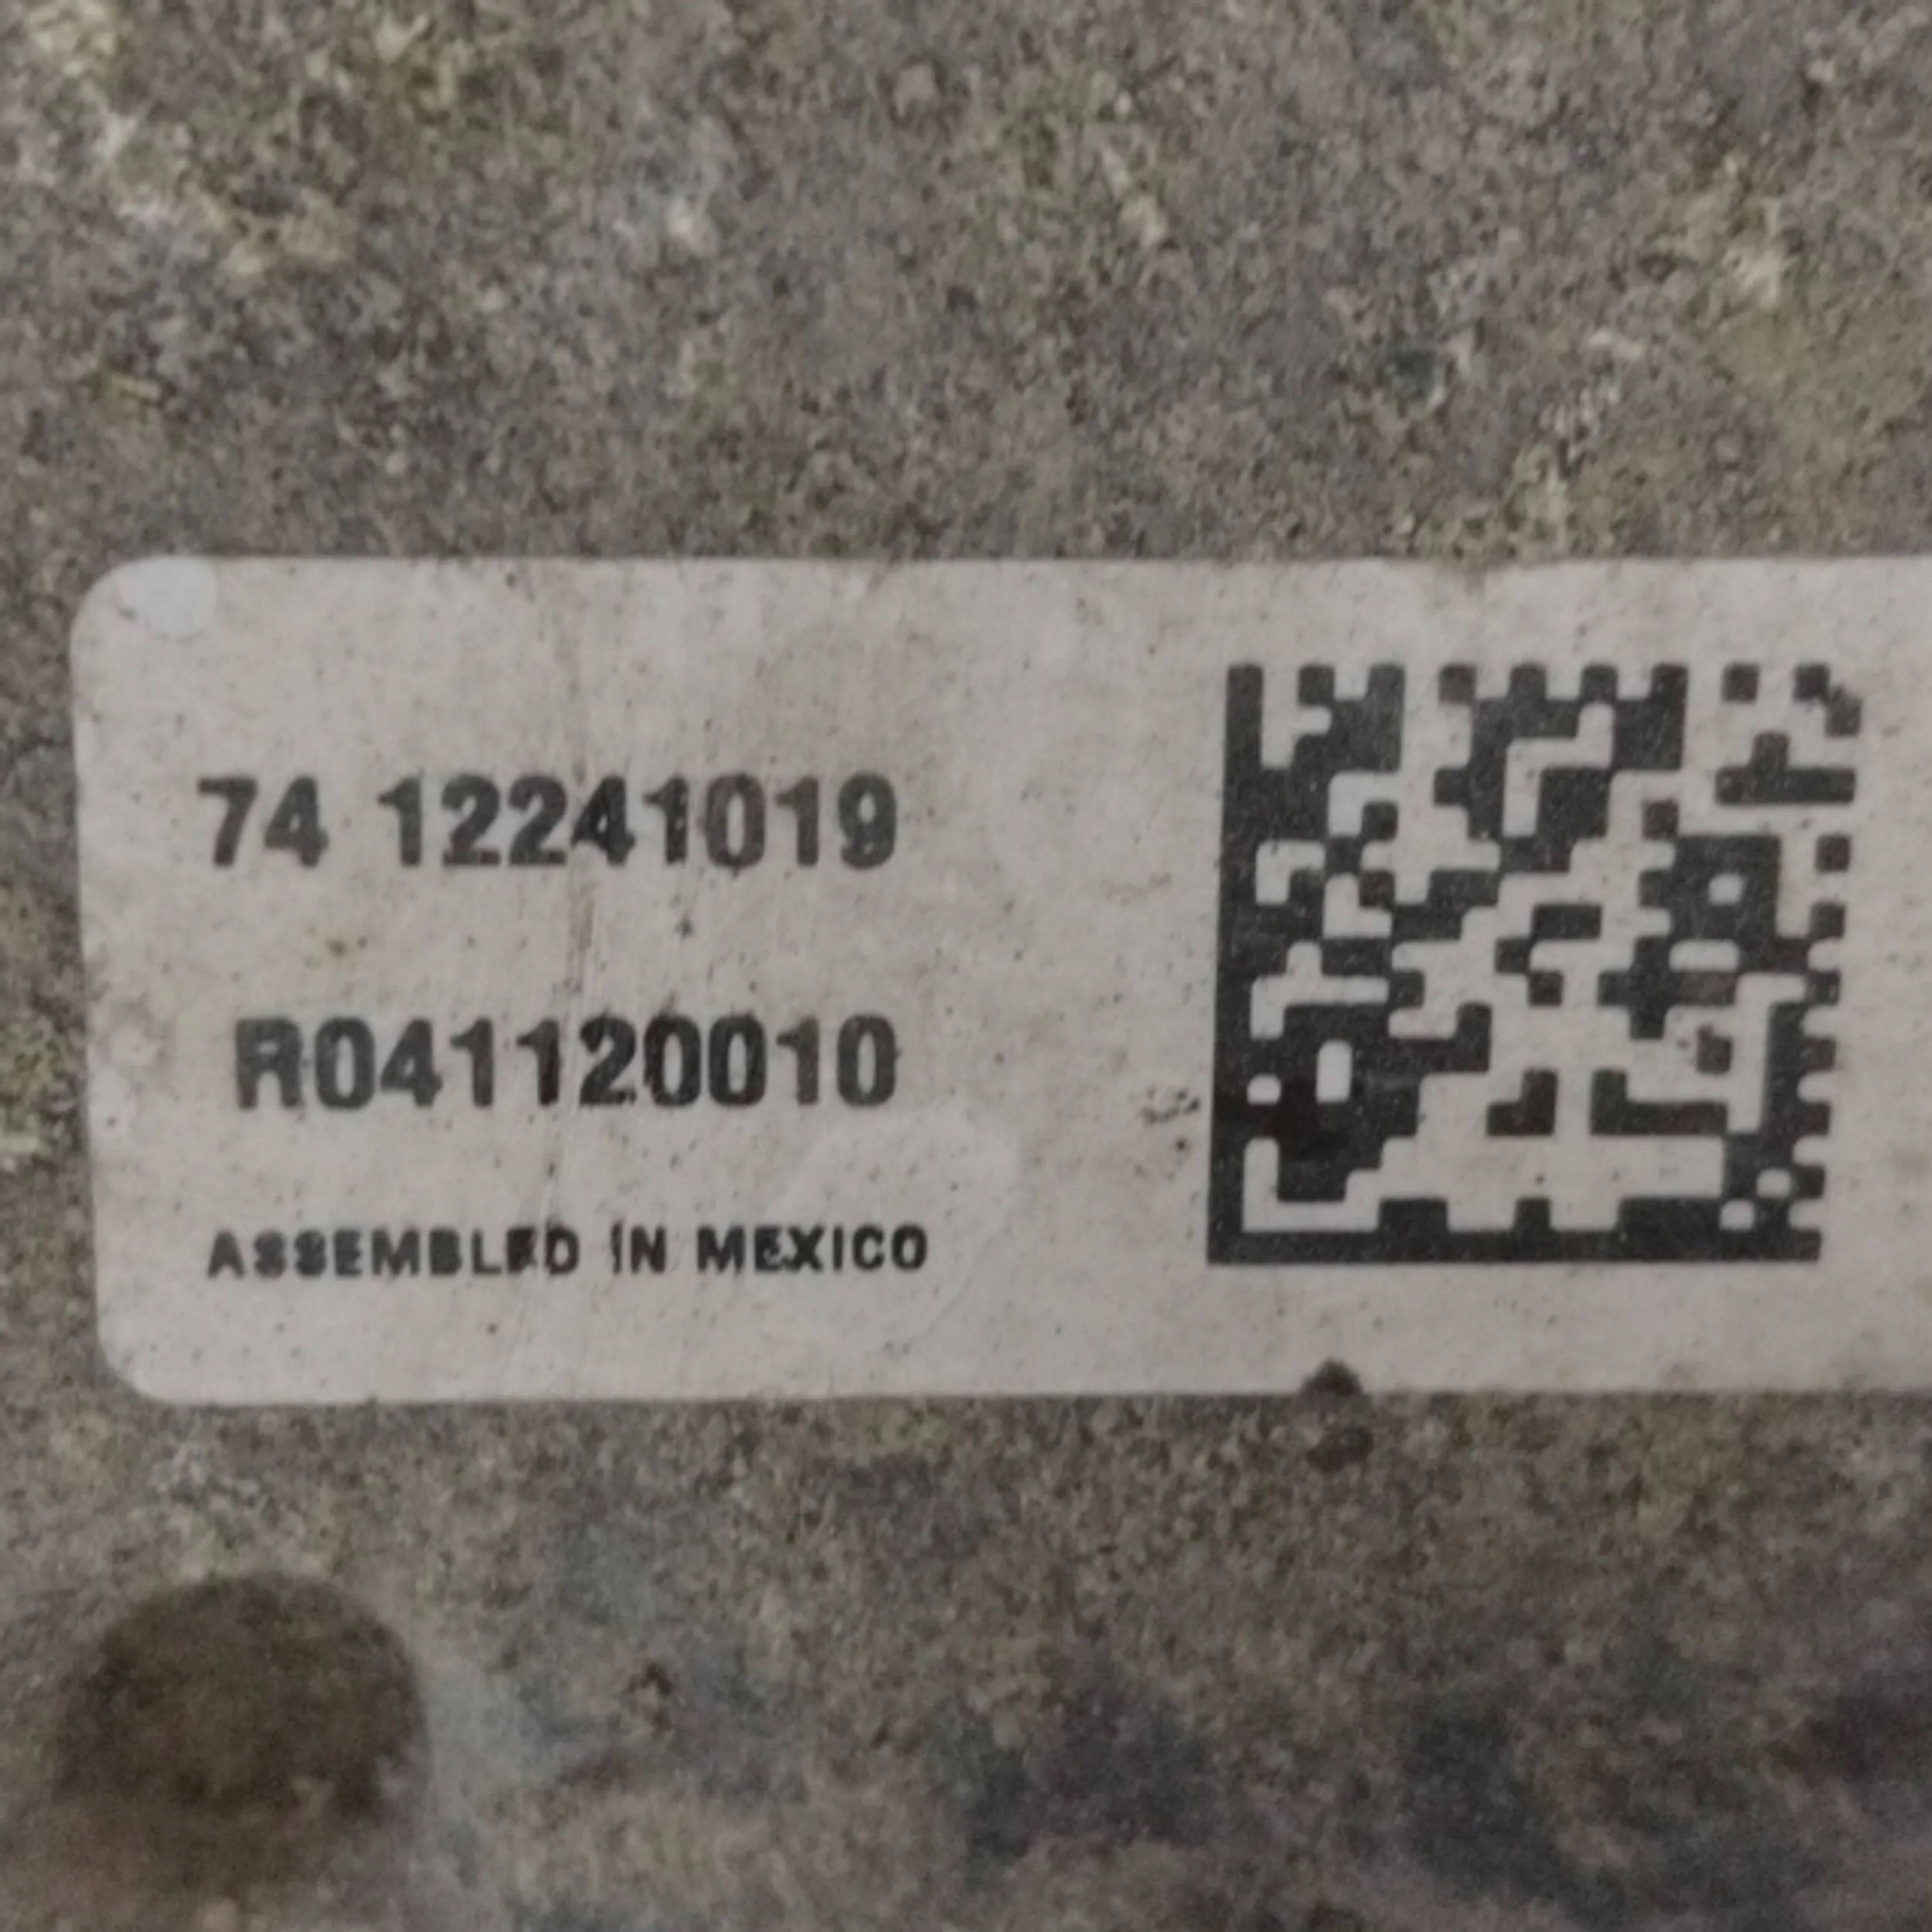 74 12241019
R041120010
ASSEMBLED IN MEXICO